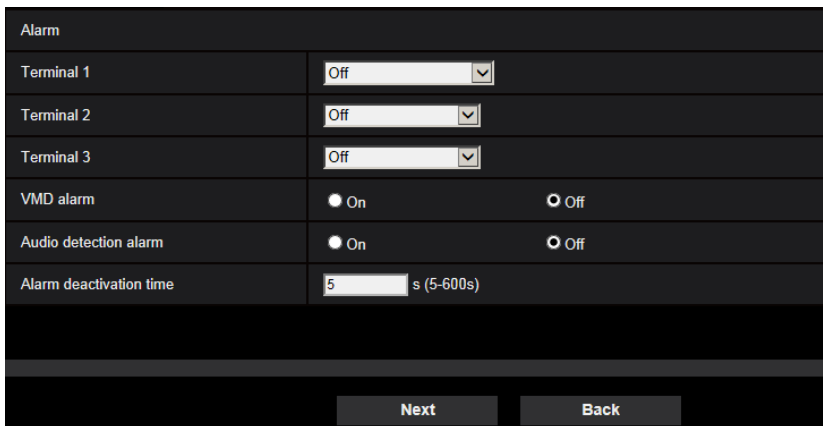 Alarm
Terminal 1 Off
Terminal 2 Off
Terminal 3 Off
VMD alarm On Off
Audio detection alarm On Off
Alarm deactivation time 5 s (5-600s)
Next Back